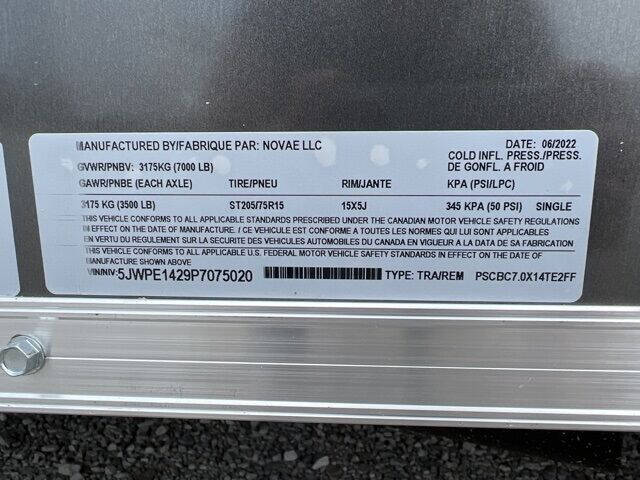 MANUFACTURED BY/FABRIQUE PAR: NOVAE LLC DATE: 06/2022
GVWR/PNBV: 3175KG (7000 LB) COLD INFL. PRESS./PRESS. DE GONFL. A FROID
GAWR/PNBE (EACH AXLE) TIRE/PNEU RIM/JANTE KPA (PSI/LPC)
3175 KG (3500 LB) ST205/75R15 15X5J 345 KPA (50 PSI) SINGLE
THIS VEHICLE CONFORMS TO ALL APPLICABLE STANDARDS PRESCRIBED UNDER THE CANADIAN MOTOR VEHICLE SAFETY REGULATIONS
IN EFFECT ON THE DATE OF MANUFACTURE. / CE VEHICULE EST CONFORME A TOUTES LES NORMES QUI LUI SONT APPLICABLES
EN VERTU DU REGLEMENT SUR LA SECURITE DES VEHICULES AUTOMOBILES DU CANADA EN VIGUEUR A LA DATE DE SA FABRICATION.
THIS VEHICLE CONFORMS TO ALL APPLICABLE U.S. FEDERAL MOTOR VEHICLE SAFETY STANDARDS IN EFFECT ON THE DATE OF MANUFACTURE
SHOWN ABOVE.
VIN/NIV: 5JWPE1429P7075020 TYPE: TRA/REM PSCBC7.0X14TE2FF